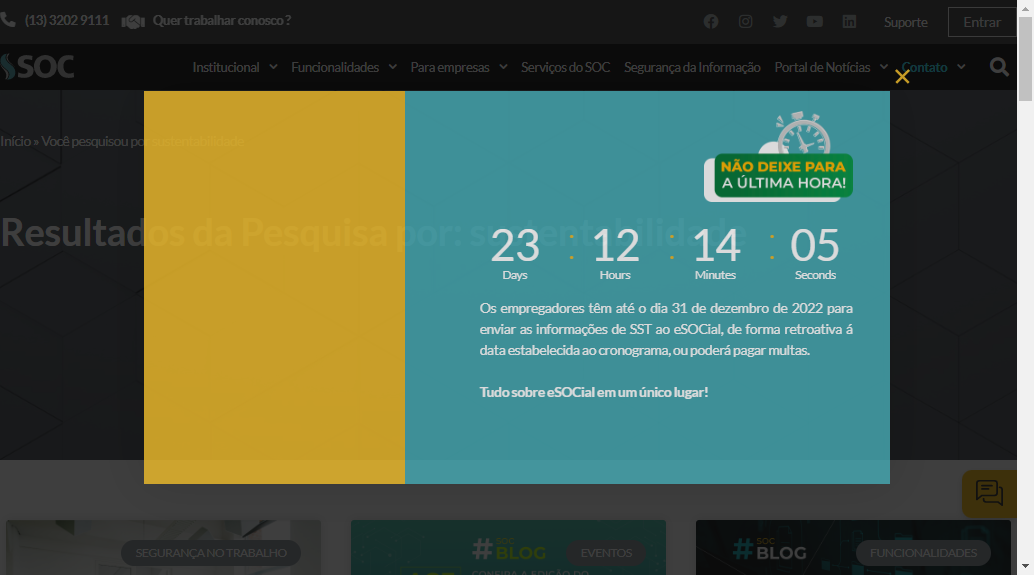 (13) 3202 9111 Quer trabalhar conosco ?
Suporte Entrar
SOC Institucional Funcionalidades Para empresas Serviços do SOC Segurança da Informação Portal de Notícias Contato
Início » Você pesquisou por sustentabilidade
NÃO DEIXE PARA
A ÚLTIMA HORA!
Resultados da Pesquisa por: sustentabilidade
23 : 12 : 14 : 05
Days Hours Minutes Seconds
Os empregadores têm até o dia 31 de dezembro de 2022 para
enviar as informações de SST ao eSOCial, de forma retroativa á
data estabelecida ao cronograma, ou poderá pagar multas.
Tudo sobre eSOCial em um único lugar!
SEGURANÇA NO TRABALHO
# SOC
BLOG
EVENTOS
CONFIRA A EDIÇÃO DO
# SOC
BLOG
FUNCIONALIDADES